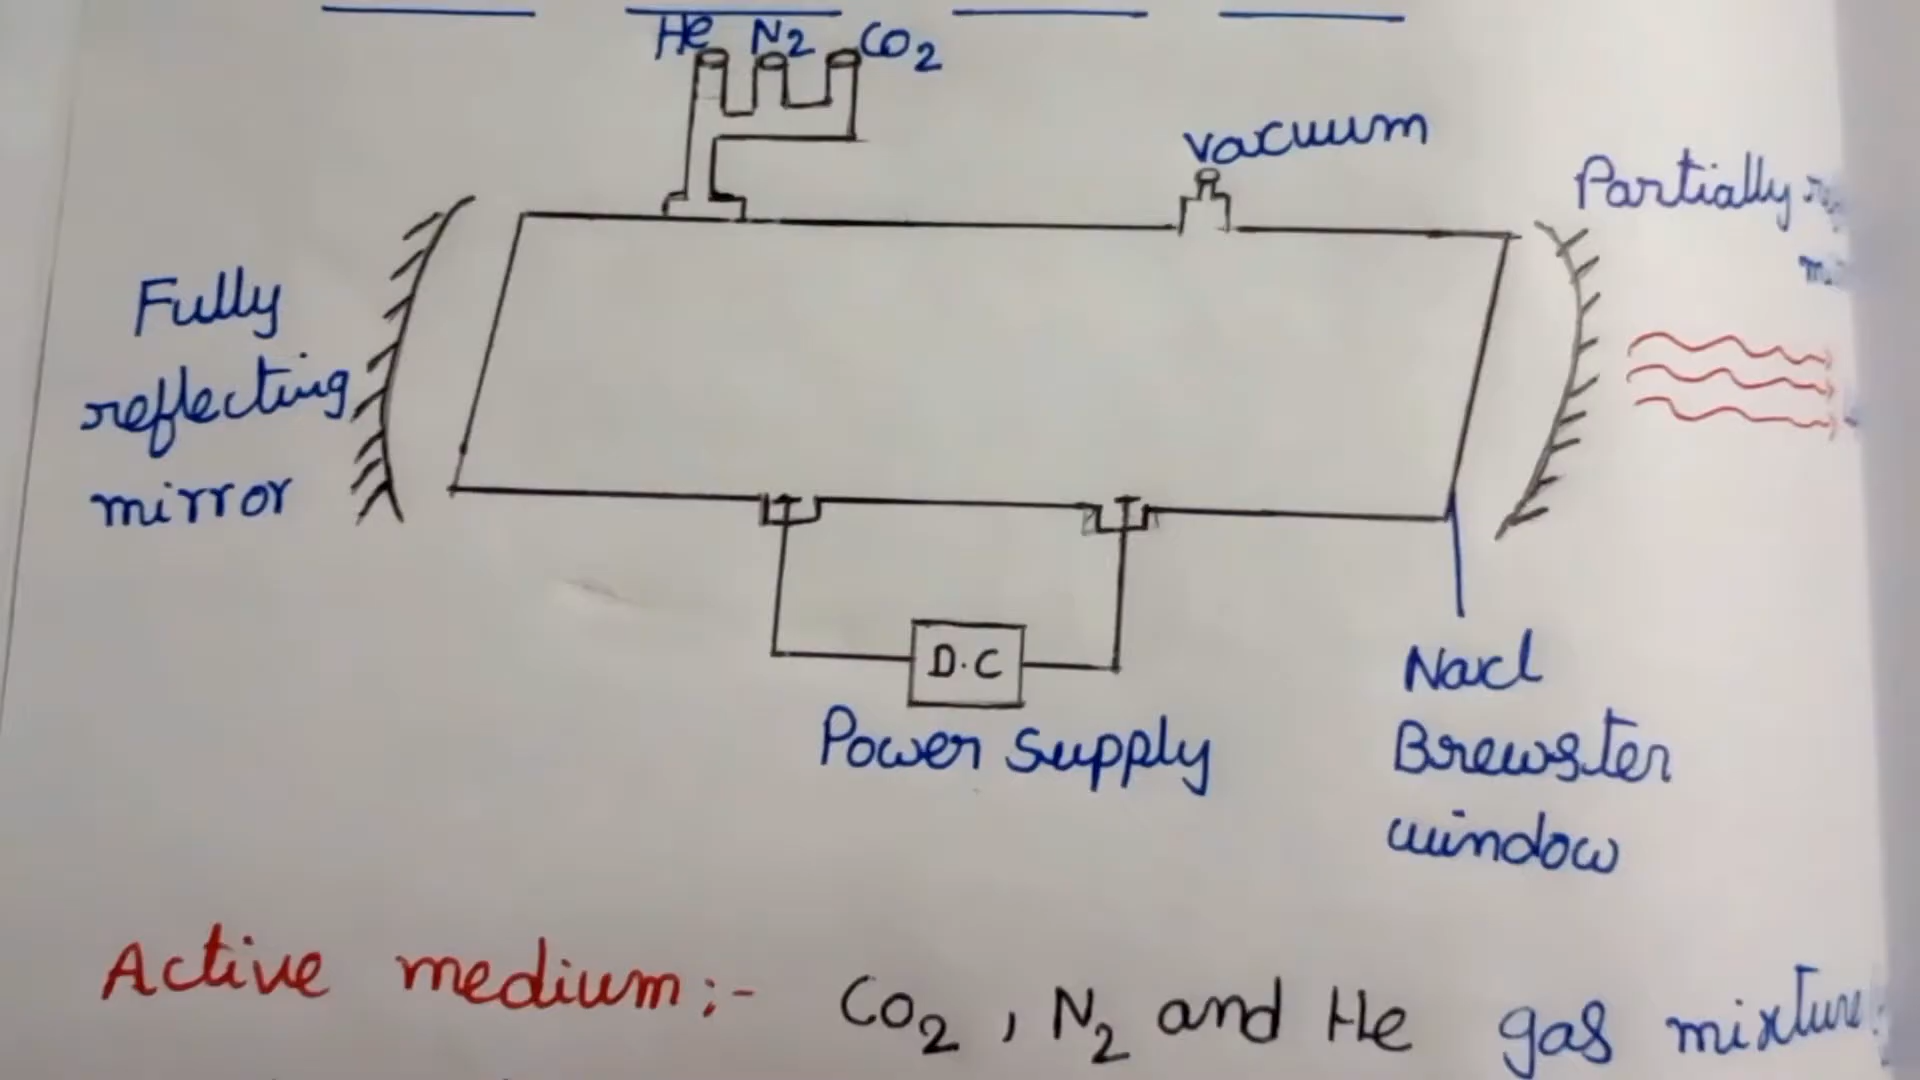 He N2 CO2
vacuum
Partially
Fully
reflecting
mirror
D.C
Power Supply
Nacl
Brewster
window
Active medium:- CO2, N2 and He gas mixture